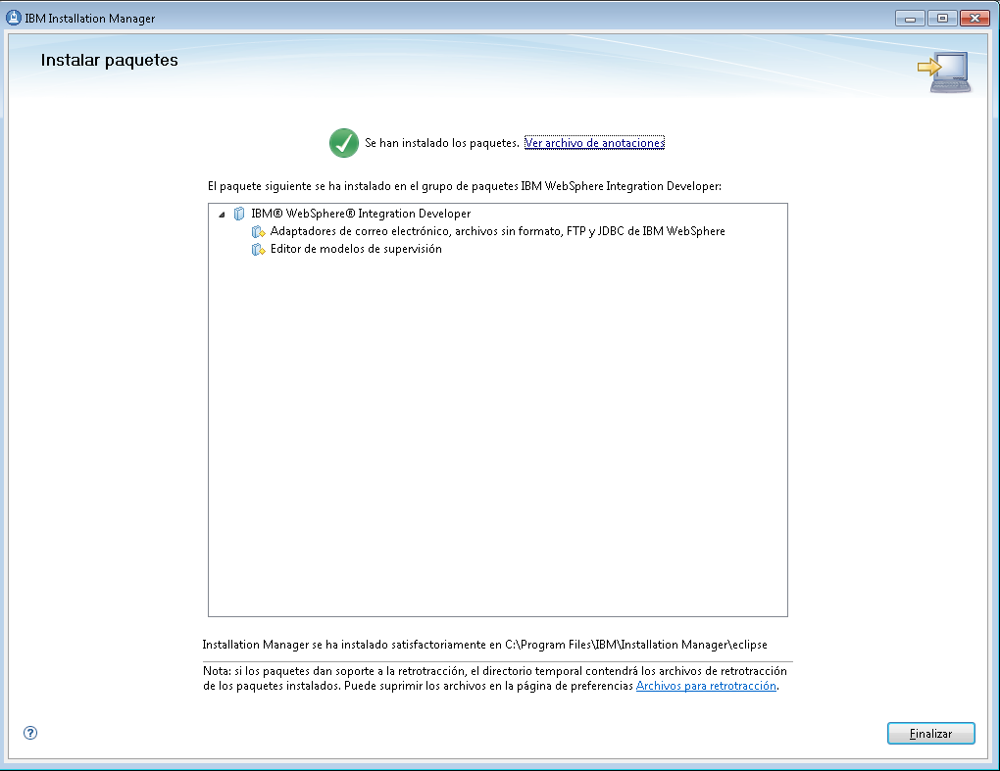 IBM Installation Manager
Instalar paquetes
Se han instalado los paquetes. Ver archivo de anotaciones
El paquete siguiente se ha instalado en el grupo de paquetes IBM WebSphere Integration Developer:
IBM® WebSphere® Integration Developer
Adaptadores de correo electrónico, archivos sin formato, FTP y JDBC de IBM WebSphere
Editor de modelos de supervisión
Installation Manager se ha instalado satisfactoriamente en C:\Program Files\IBM\Installation Manager\eclipse
Nota: si los paquetes dan soporte a la retrotracción, el directorio temporal contendrá los archivos de retrotracción
de los paquetes instalados. Puede suprimir los archivos en la página de preferencias Archivos para retrotracción.
?
Finalizar